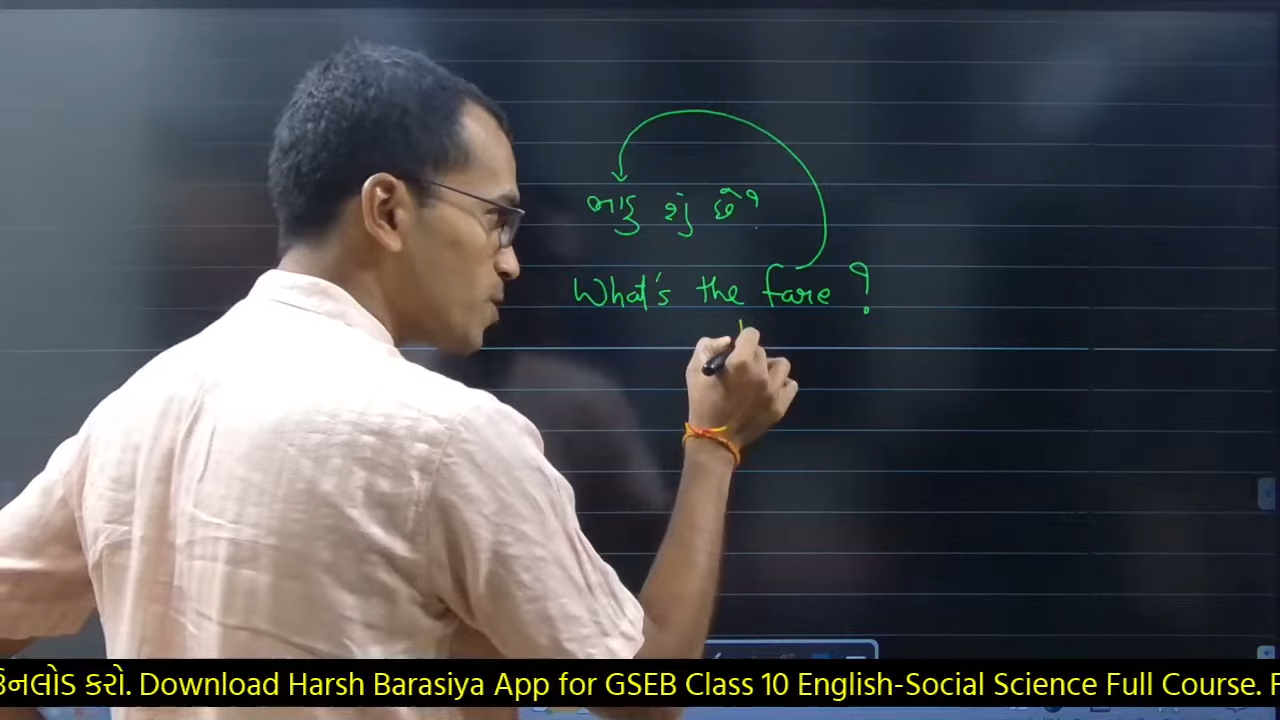 ભાડું શું છે?
What's the fare ?
ઉનલોડ કરો. Download Harsh Barasiya App for GSEB Class 10 English-Social Science Full Course. F